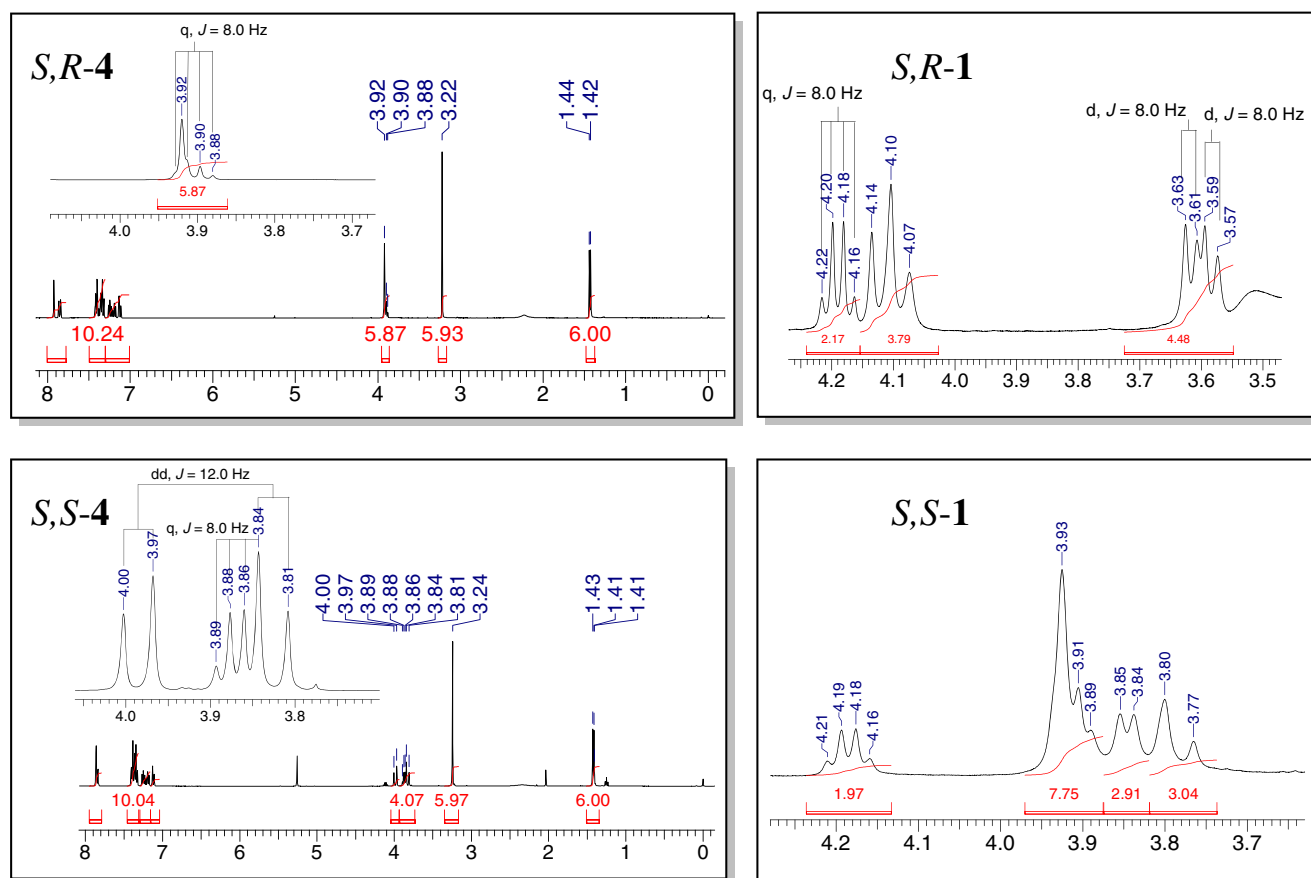 q, J = 8.0 Hz
S,R-4
3.92
3.90
3.88
5.87
4.0 3.9 3.8 3.7
3.92
3.90
3.88
3.22
1.44
1.42
10.24 5.87 5.93 6.00
8 7 6 5 4 3 2 1 0
S,R-1
q, J = 8.0 Hz
d, J = 8.0 Hz
d, J = 8.0 Hz
4.22
4.20
4.18
4.16
4.14
4.10
4.07
3.63
3.61
3.59
3.57
2.17 3.79 4.48
4.2 4.1 4.0 3.9 3.8 3.7 3.6 3.5
dd, J = 12.0 Hz
S,S-4
q, J = 8.0 Hz
4.00
3.97
3.89
3.88
3.86
3.84
3.81
4.0 3.9 3.8
4.00
3.97
3.89
3.88
3.86
3.84
3.81
3.24
1.43
1.41
1.41
10.04 4.07 5.97 6.00
8 7 6 5 4 3 2 1 0
S,S-1
4.21
4.19
4.18
4.16
3.93
3.91
3.89
3.85
3.84
3.80
3.77
1.97 7.75 2.91 3.04
4.2 4.1 4.0 3.9 3.8 3.7